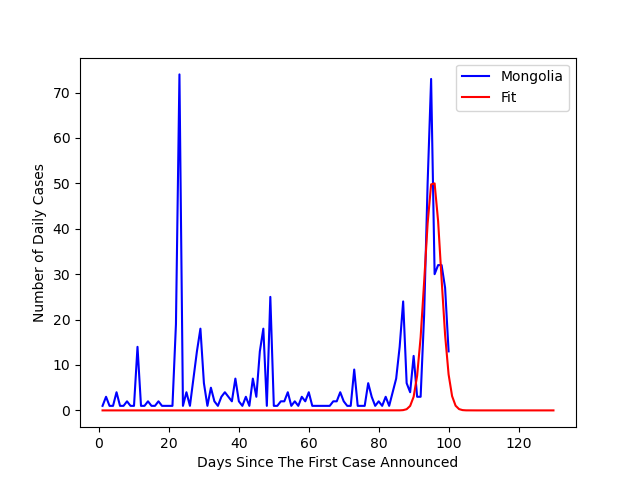 Mongolia
Fit
70
60
50
40
30
20
10
0
Number of Daily Cases
0 20 40 60 80 100 120
Days Since The First Case Announced